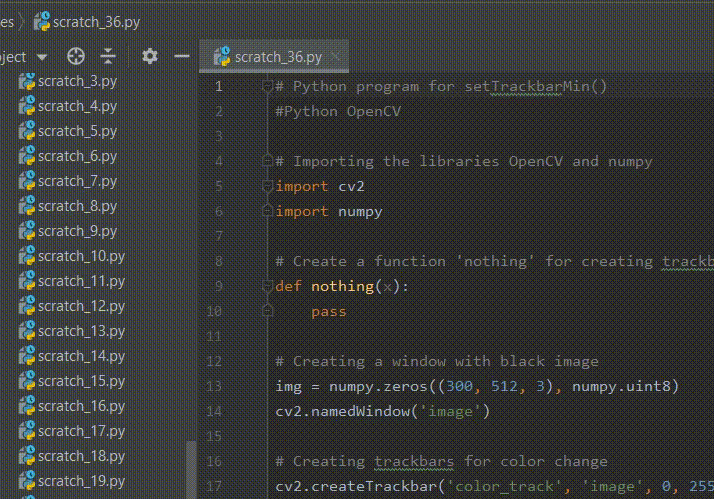 es 〉 scratch_36.py
ject
scratch_36.py
scratch_3.py
scratch_4.py
scratch_5.py
scratch_6.py
scratch_7.py
scratch_8.py
scratch_9.py
scratch_10.py
scratch_11.py
scratch_12.py
scratch_13.py
scratch_14.py
scratch_15.py
scratch_16.py
scratch_17.py
scratch_18.py
scratch_19.py
1 # Python program for setTrackbarMin()
2 #Python OpenCV
3
4 # Importing the libraries OpenCV and numpy
5 import cv2
6 import numpy
7
8 # Create a function 'nothing' for creating trackb
9 def nothing(x):
10     pass
11
12 # Creating a window with black image
13 img = numpy.zeros((300, 512, 3), numpy.uint8)
14 cv2.namedWindow('image')
15
16 # Creating trackbars for color change
17 cv2.createTrackbar('color_track', 'image', 0, 255